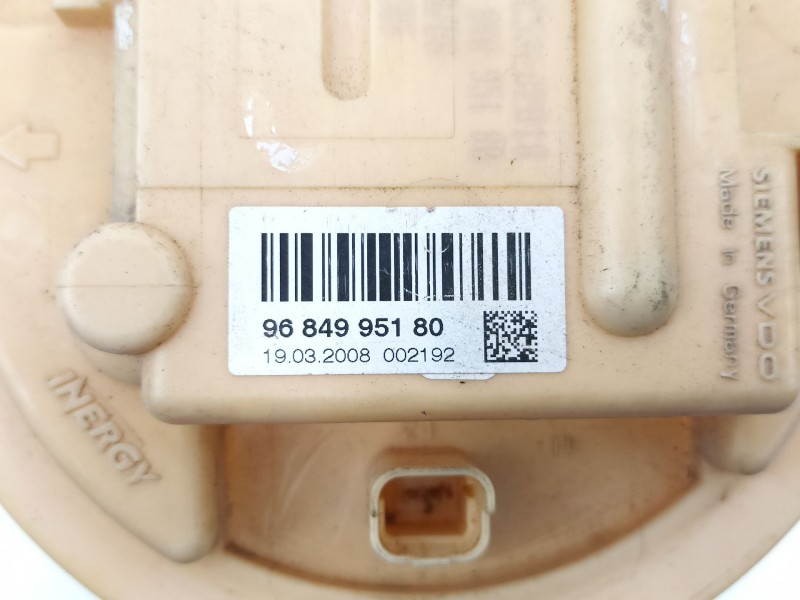 96 849 951 80
19.03.2008 002192
SIEMENS VDO
Made in Germany
INERGY